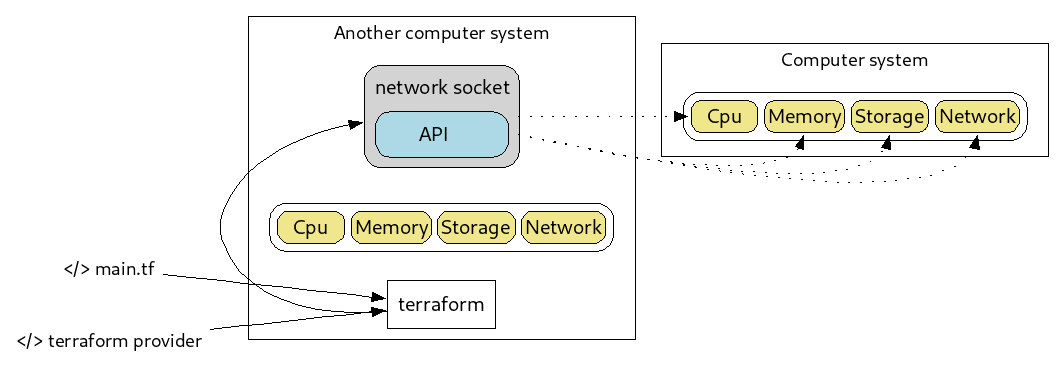 Another computer system
network socket
API
Cpu Memory Storage Network
terraform
</> main.tf
</> terraform provider
Computer system
Cpu Memory Storage Network